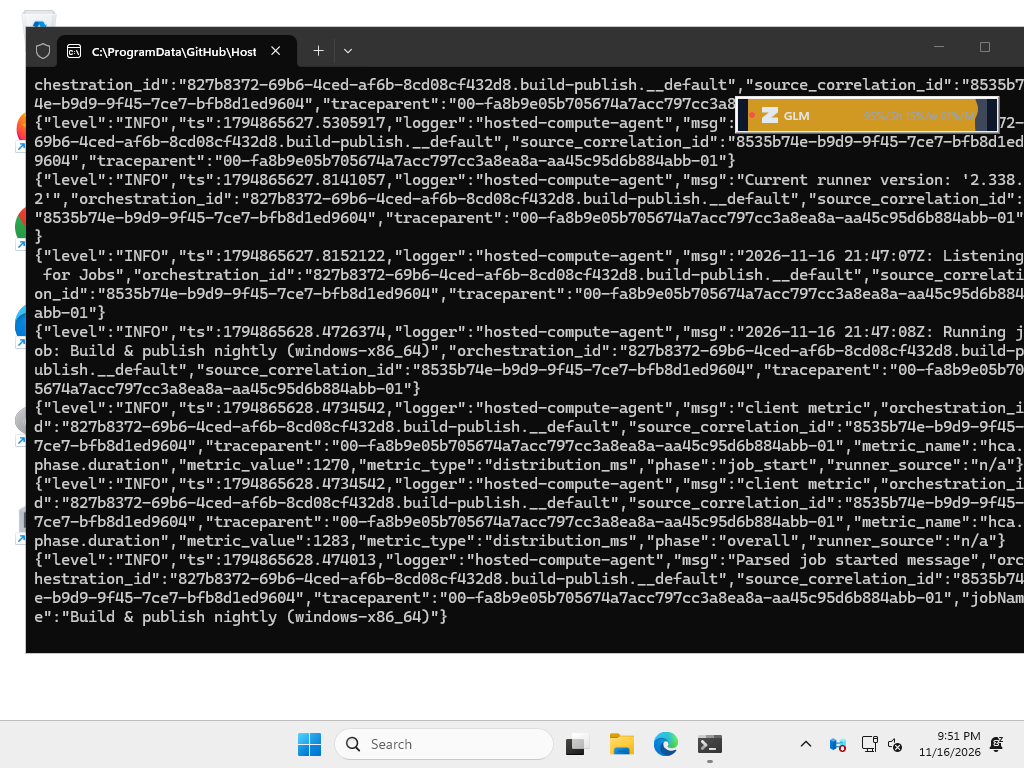 C:\ProgramData\GitHub\Host
chestration_id":"827b8372-69b6-4ced-af6b-8cd08cf432d8.build-publish.__default","source_correlation_id":"8535b7
4e-b9d9-9f45-7ce7-bfb8d1ed9604","traceparent":"00-fa8b9e05b705674a7acc797cc3a8
{"level":"INFO","ts":1794865627.5305917,"logger":"hosted-compute-agent","msg":
GLM
69b6-4ced-af6b-8cd08cf432d8.build-publish.__default","source_correlation_id":"8535b74e-b9d9-9f45-7ce7-bfb8d1ed
9604","traceparent":"00-fa8b9e05b705674a7acc797cc3a8ea8a-aa45c95d6b884abb-01"}
{"level":"INFO","ts":1794865627.8141057,"logger":"hosted-compute-agent","msg":"Current runner version: '2.338.
2'","orchestration_id":"827b8372-69b6-4ced-af6b-8cd08cf432d8.build-publish.__default","source_correlation_id":
"8535b74e-b9d9-9f45-7ce7-bfb8d1ed9604","traceparent":"00-fa8b9e05b705674a7acc797cc3a8ea8a-aa45c95d6b884abb-01"
}
{"level":"INFO","ts":1794865627.8152122,"logger":"hosted-compute-agent","msg":"2026-11-16 21:47:07Z: Listening
for Jobs","orchestration_id":"827b8372-69b6-4ced-af6b-8cd08cf432d8.build-publish.__default","source_correlati
on_id":"8535b74e-b9d9-9f45-7ce7-bfb8d1ed9604","traceparent":"00-fa8b9e05b705674a7acc797cc3a8ea8a-aa45c95d6b884
abb-01"}
{"level":"INFO","ts":1794865628.4726374,"logger":"hosted-compute-agent","msg":"2026-11-16 21:47:08Z: Running j
ob: Build & publish nightly (windows-x86_64)","orchestration_id":"827b8372-69b6-4ced-af6b-8cd08cf432d8.build-p
ublish.__default","source_correlation_id":"8535b74e-b9d9-9f45-7ce7-bfb8d1ed9604","traceparent":"00-fa8b9e05b70
5674a7acc797cc3a8ea8a-aa45c95d6b884abb-01"}
{"level":"INFO","ts":1794865628.4734542,"logger":"hosted-compute-agent","msg":"client metric","orchestration_i
d":"827b8372-69b6-4ced-af6b-8cd08cf432d8.build-publish.__default","source_correlation_id":"8535b74e-b9d9-9f45-
7ce7-bfb8d1ed9604","traceparent":"00-fa8b9e05b705674a7acc797cc3a8ea8a-aa45c95d6b884abb-01","metric_name":"hca.
phase.duration","metric_value":1270,"metric_type":"distribution_ms","phase":"job_start","runner_source":"n/a"}
{"level":"INFO","ts":1794865628.4734542,"logger":"hosted-compute-agent","msg":"client metric","orchestration_i
d":"827b8372-69b6-4ced-af6b-8cd08cf432d8.build-publish.__default","source_correlation_id":"8535b74e-b9d9-9f45-
7ce7-bfb8d1ed9604","traceparent":"00-fa8b9e05b705674a7acc797cc3a8ea8a-aa45c95d6b884abb-01","metric_name":"hca.
phase.duration","metric_value":1283,"metric_type":"distribution_ms","phase":"overall","runner_source":"n/a"}
{"level":"INFO","ts":1794865628.474013,"logger":"hosted-compute-agent","msg":"Parsed job started message","orc
hestration_id":"827b8372-69b6-4ced-af6b-8cd08cf432d8.build-publish.__default","source_correlation_id":"8535b74
e-b9d9-9f45-7ce7-bfb8d1ed9604","traceparent":"00-fa8b9e05b705674a7acc797cc3a8ea8a-aa45c95d6b884abb-01","jobNam
e":"Build & publish nightly (windows-x86_64)"}
Search
9:51 PM
11/16/2026